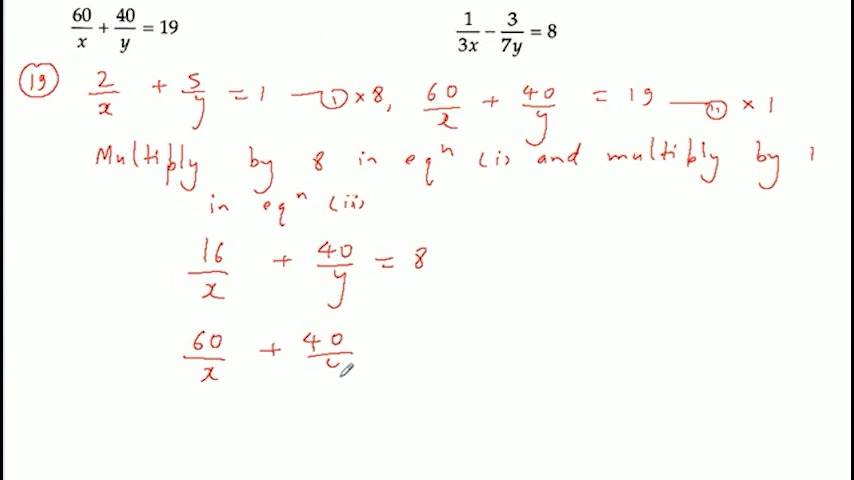 60/x + 40/y = 19
1/3x − 3/7y = 8
19 2/x + 5/y = 1 — (i) × 8, 60/x + 40/y = 19 — (ii) × 1
Multiply by 8 in eqⁿ (i) and multiply by 1
in eqⁿ (ii)
16/x + 40/y = 8
60/x + 40/